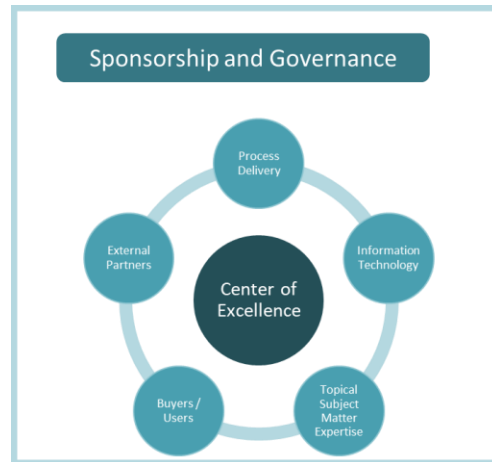 Sponsorship and Governance
Process
Delivery
External
Partners
Information
Technology
Center of
Excellence
Buyers /
Users
Topical
Subject
Matter
Expertise